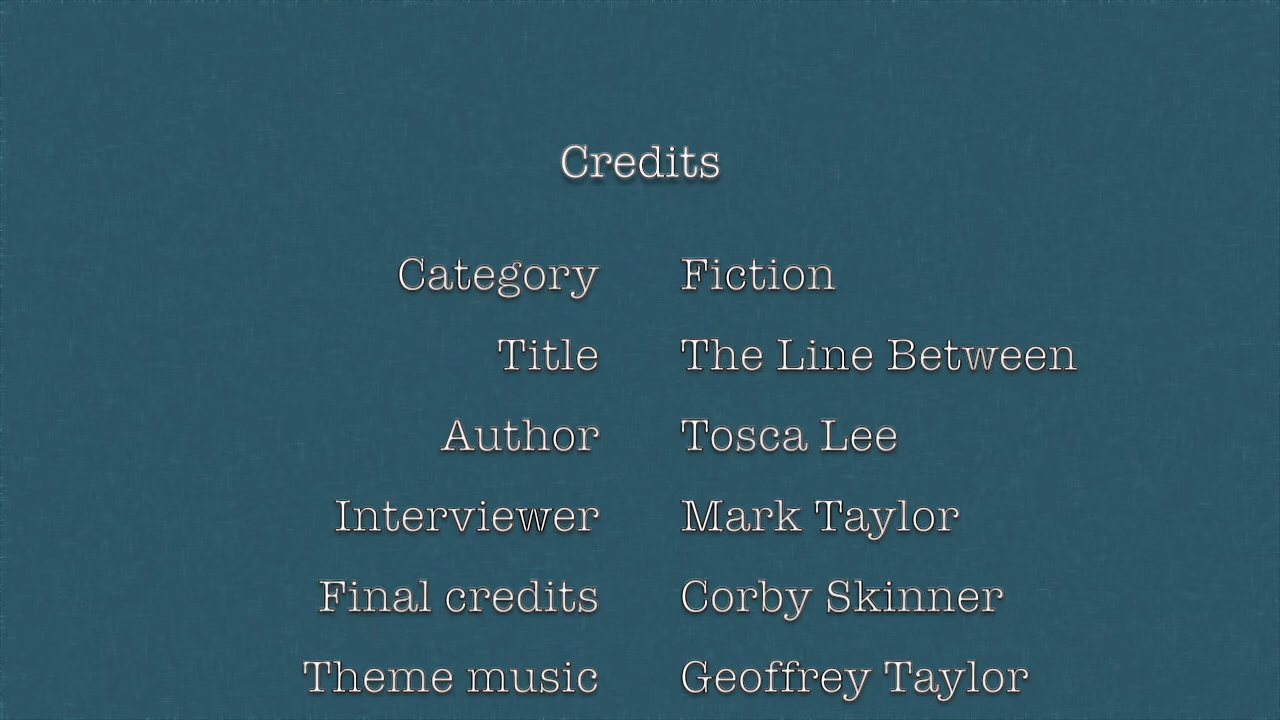 Credits
Category Fiction
Title The Line Between
Author Tosca Lee
Interviewer Mark Taylor
Final credits Corby Skinner
Theme music Geoffrey Taylor